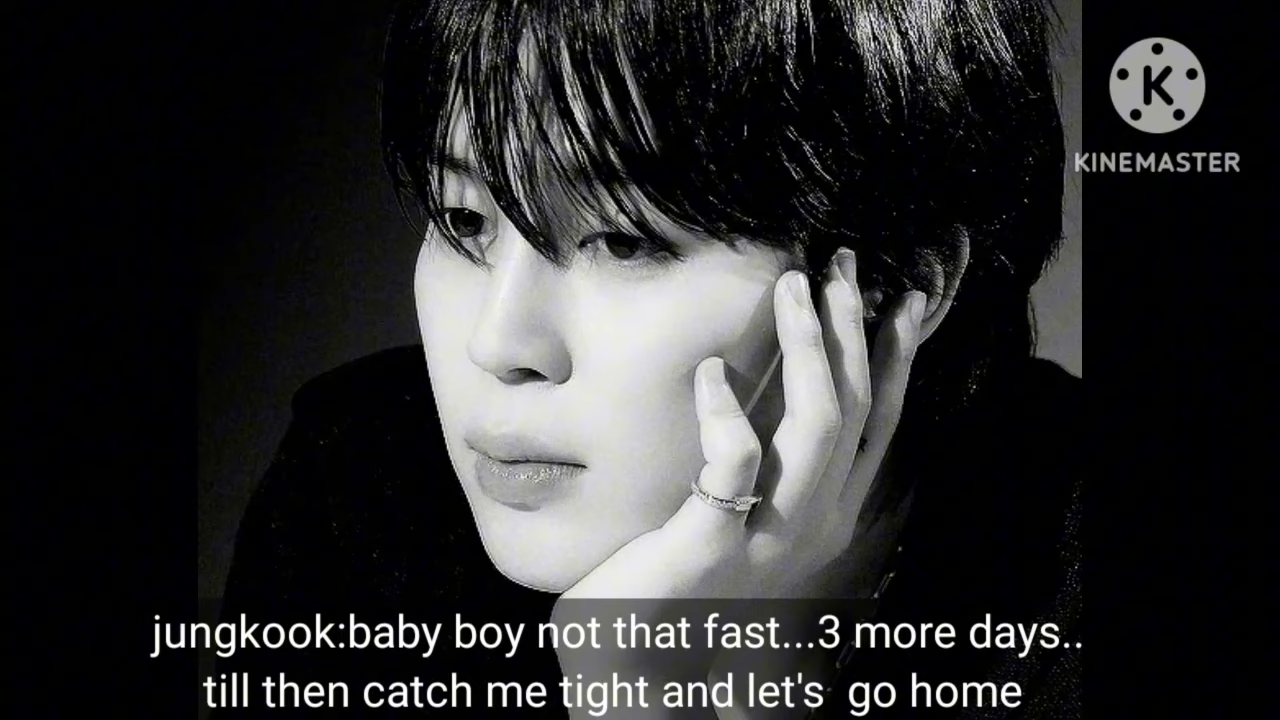 K
KINEMASTER
jungkook:baby boy not that fast...3 more days..
till then catch me tight and let's  go home